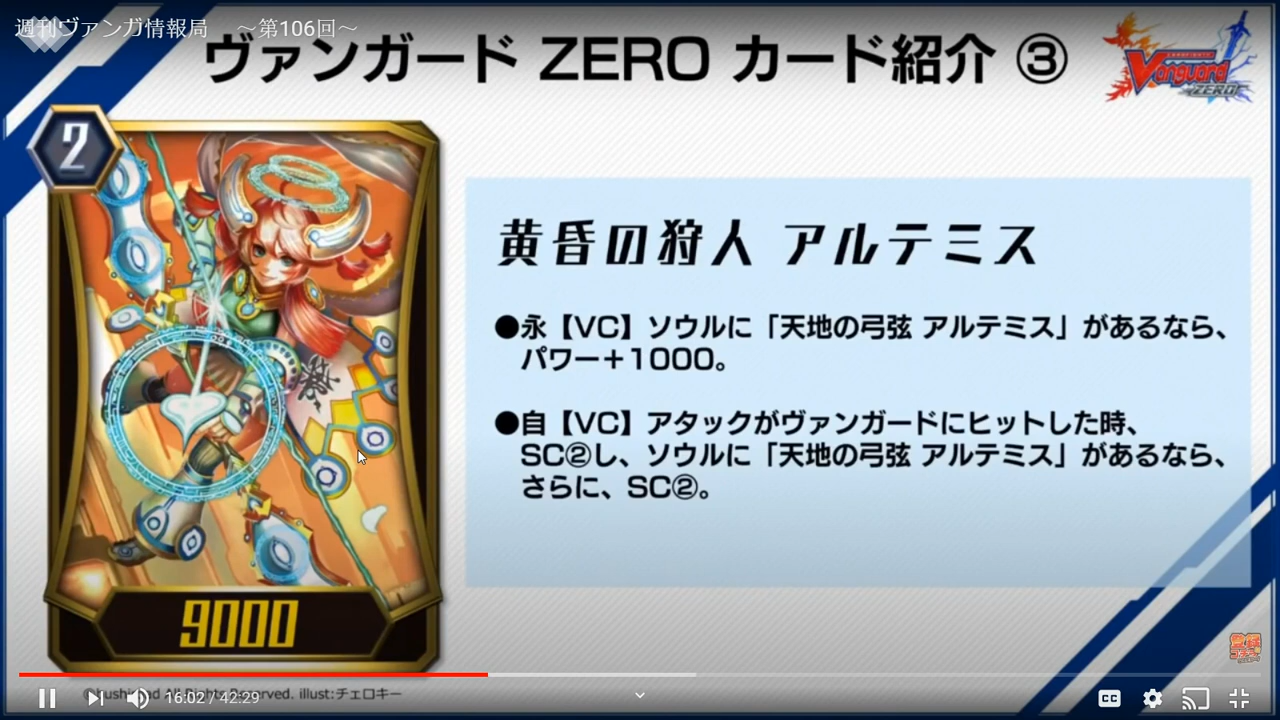 週刊ヴァンガ情報局 ～第106回～
ヴァンガード ZERO カード紹介 ③
Vanguard
ZERO
2
黄昏の狩人 アルテミス
●永【VC】ソウルに「天地の弓弦 アルテミス」があるなら、
パワー＋1000。
●自【VC】アタックがヴァンガードにヒットした時、
SC②し、ソウルに「天地の弓弦 アルテミス」があるなら、
さらに、SC②。
9000
All Rights Reserved. illust:チェロキー
16:02 / 42:29
CC